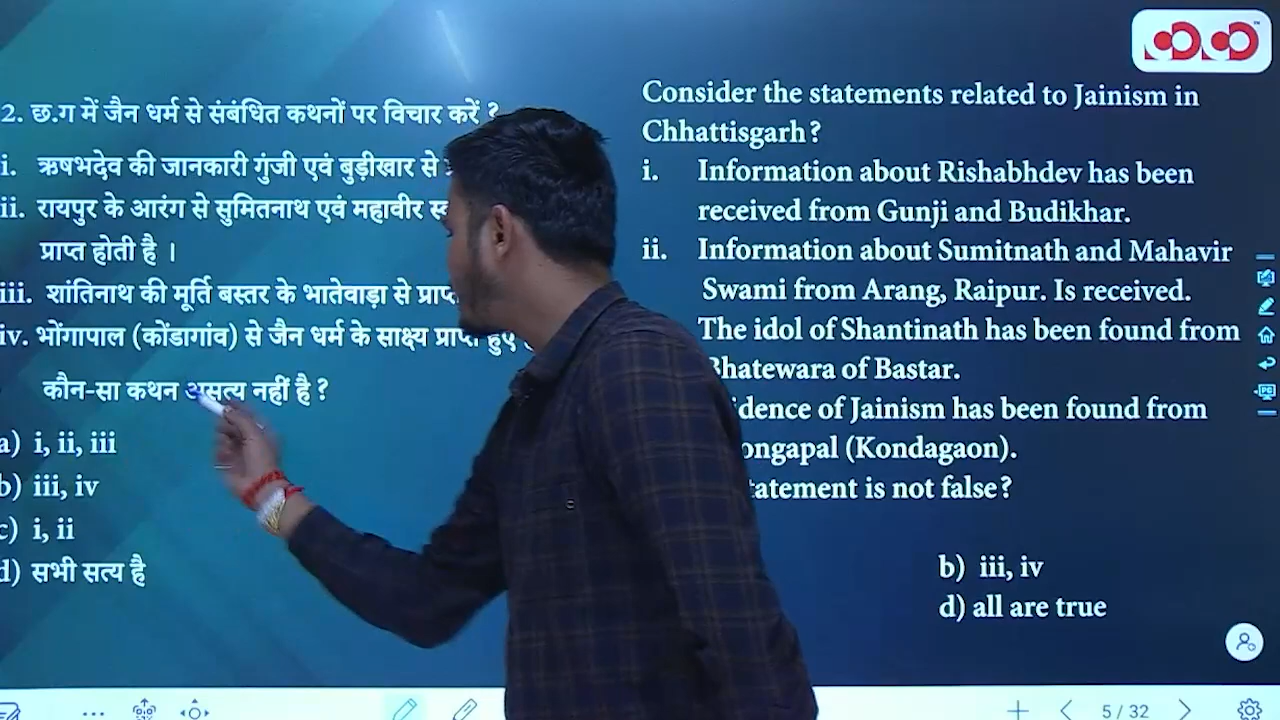 2. छ.ग में जैन धर्म से संबंधित कथनों पर विचार करें ?
i. ऋषभदेव की जानकारी गुंजी एवं बुड़ीखार से
ii. रायपुर के आरंग से सुमितनाथ एवं महावीर
प्राप्त होती है ।
iii. शांतिनाथ की मूर्ति बस्तर के भातेवाड़ा से
iv. भोंगापाल (कोंडागांव) से जैन धर्म के साक्ष्य प्राप्त हुए
कौन-सा कथन असत्य नहीं है ?
a) i, ii, iii
b) iii, iv
c) i, ii
d) सभी सत्य है
Consider the statements related to Jainism in
Chhattisgarh?
i. Information about Rishabhdev has been
received from Gunji and Budikhar.
ii. Information about Sumitnath and Mahavir
Swami from Arang, Raipur. Is received.
The idol of Shantinath has been found from
Bhatewara of Bastar.
idence of Jainism has been found from
ongapal (Kondagaon).
tatement is not false?
b) iii, iv
d) all are true
5 / 32